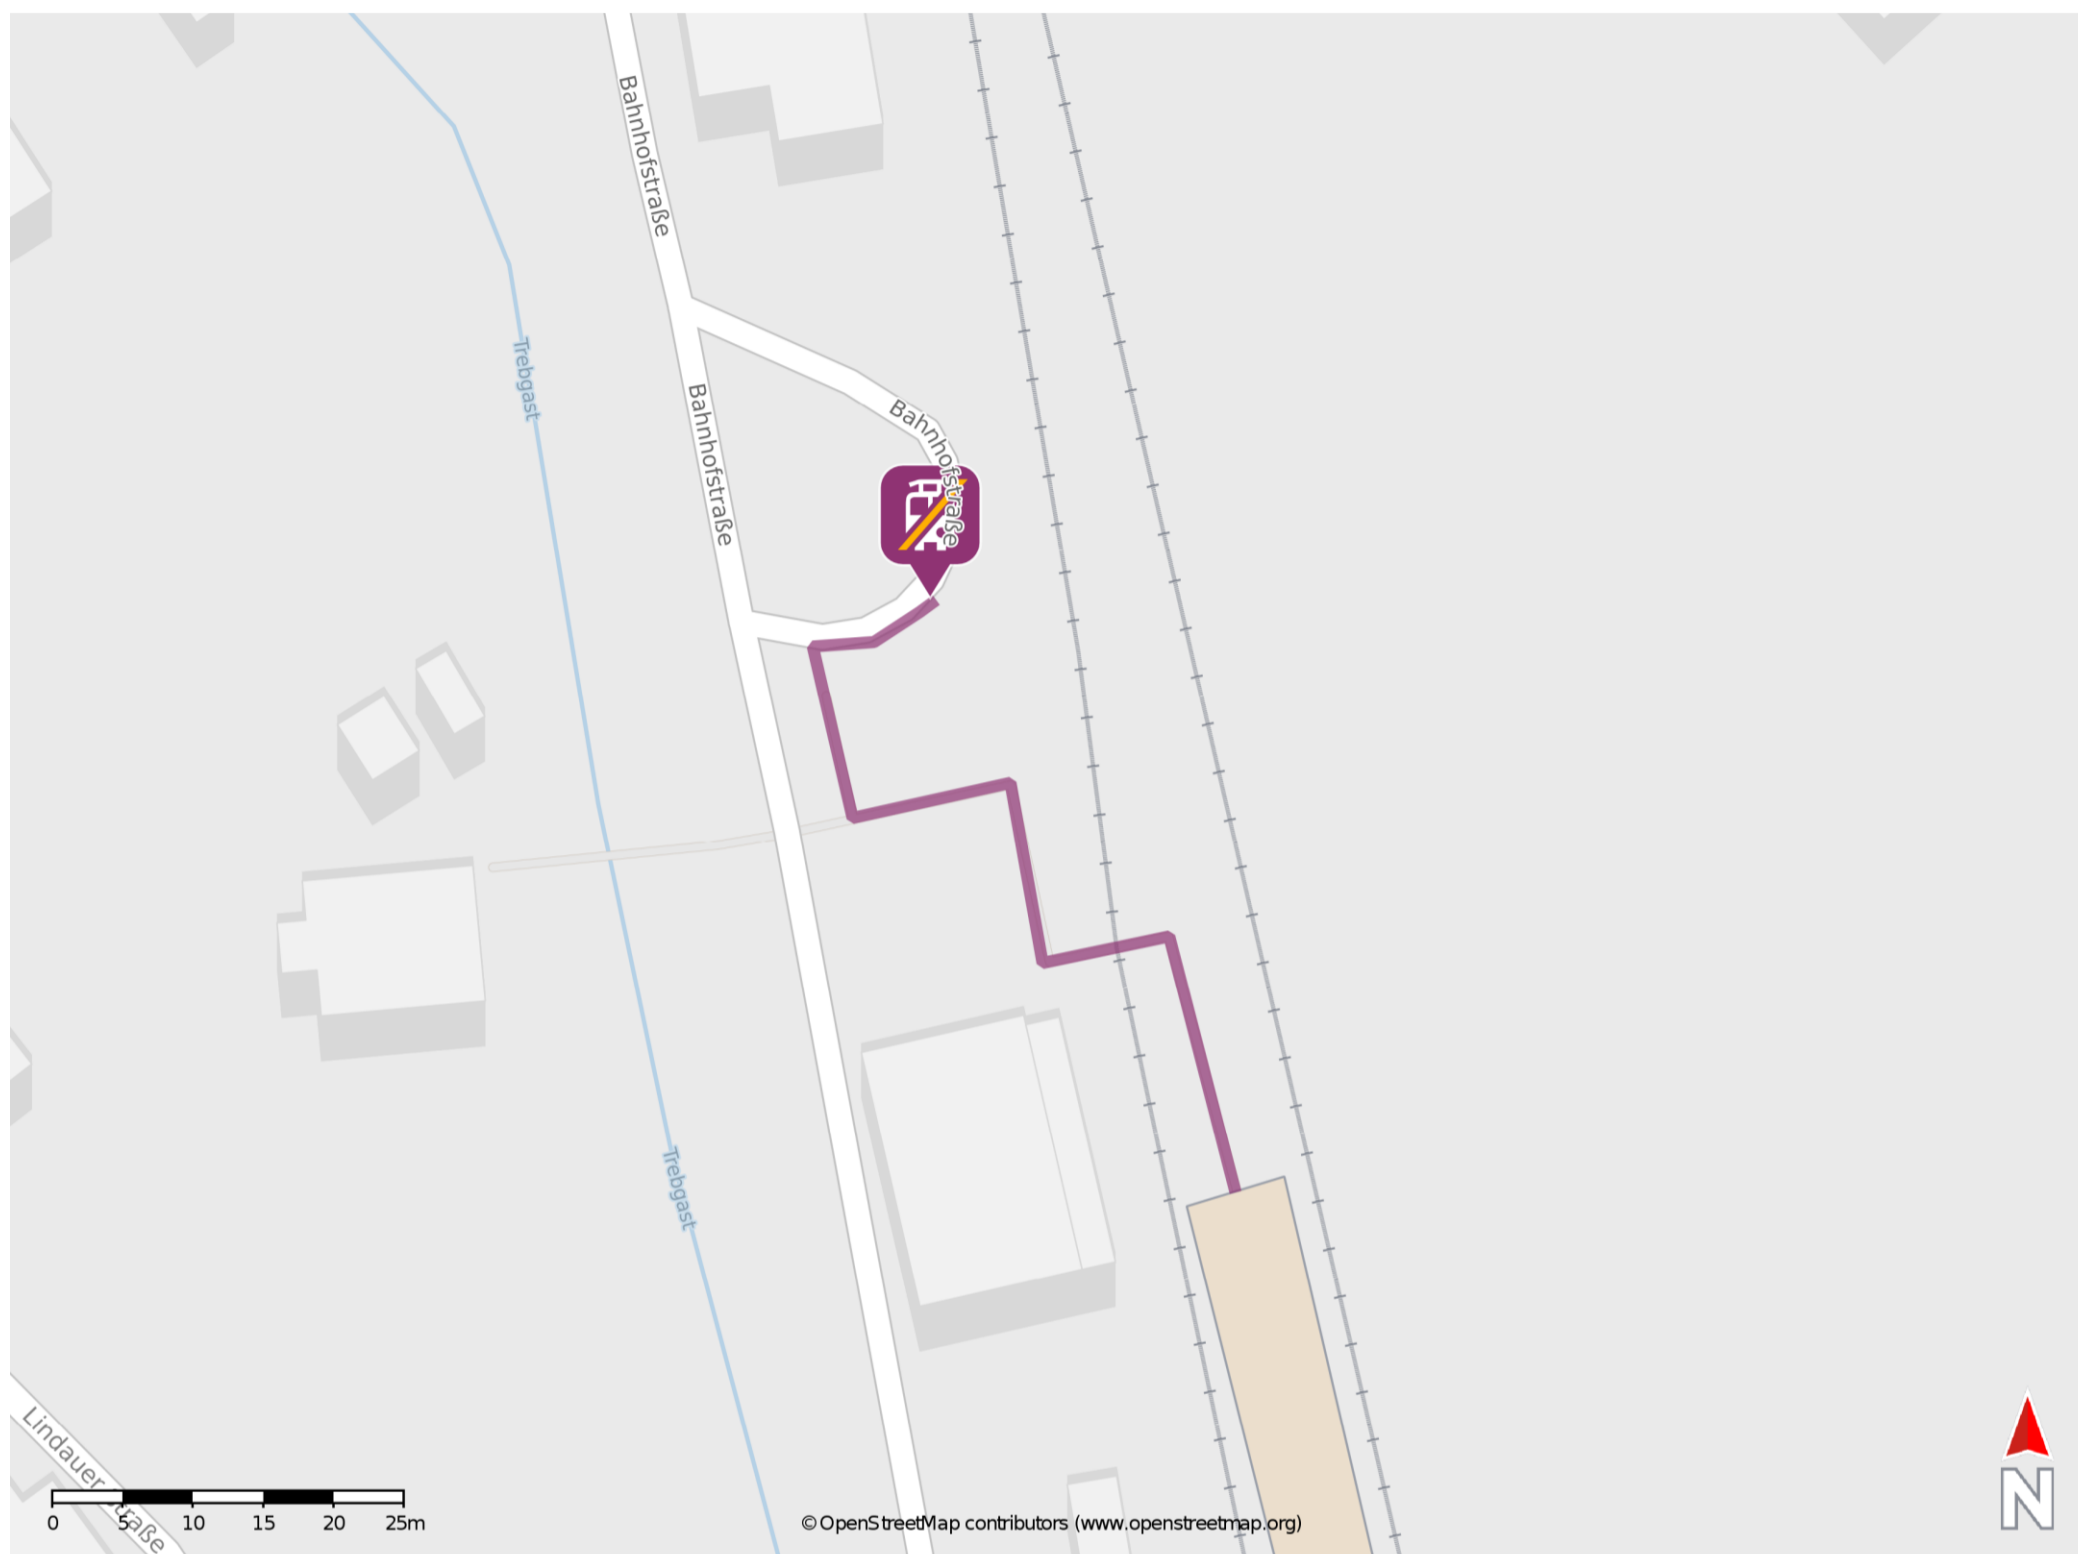 Bahnhofstraße
Trebgast
Bahnhofstraße
Bahnhofstraße
Trebgast
Lindauer Straße
0 5 10 15 20 25m
©OpenStreetMap contributors (www.openstreetmap.org)
N